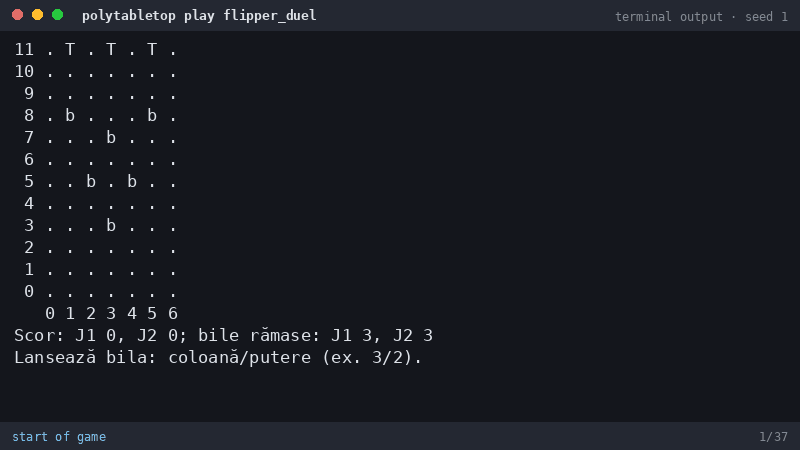 polytabletop play flipper_duel
terminal output · seed 1
11 . T . T . T .
10 . . . . . . .
9 . . . . . . .
8 . b . . . b .
7 . . . b . . .
6 . . . . . . .
5 . . b . b . .
4 . . . . . . .
3 . . . b . . .
2 . . . . . . .
1 . . . . . . .
0 . . . . . . .
0 1 2 3 4 5 6
Scor: J1 0, J2 0; bile rămase: J1 3, J2 3
Lansează bila: coloană/putere (ex. 3/2).
start of game
1/37